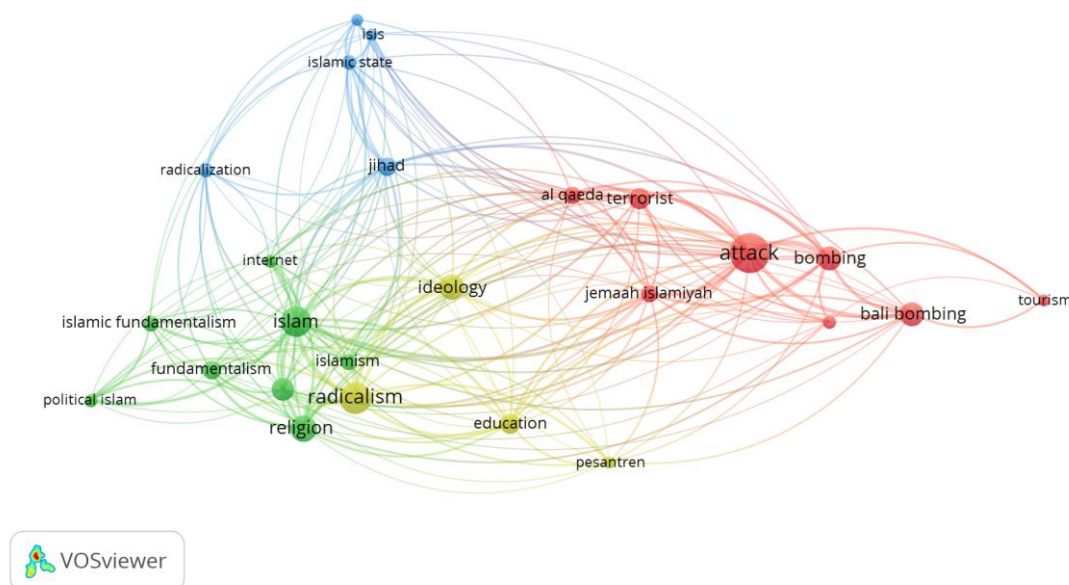 isis
islamic state
radicalization
jihad
al qaeda
terrorist
attack
bombing
internet
ideology
jemaah islamiyah
tourism
bali bombing
islamic fundamentalism
islam
fundamentalism
islamism
political islam
radicalism
religion
education
pesantren
VOSviewer